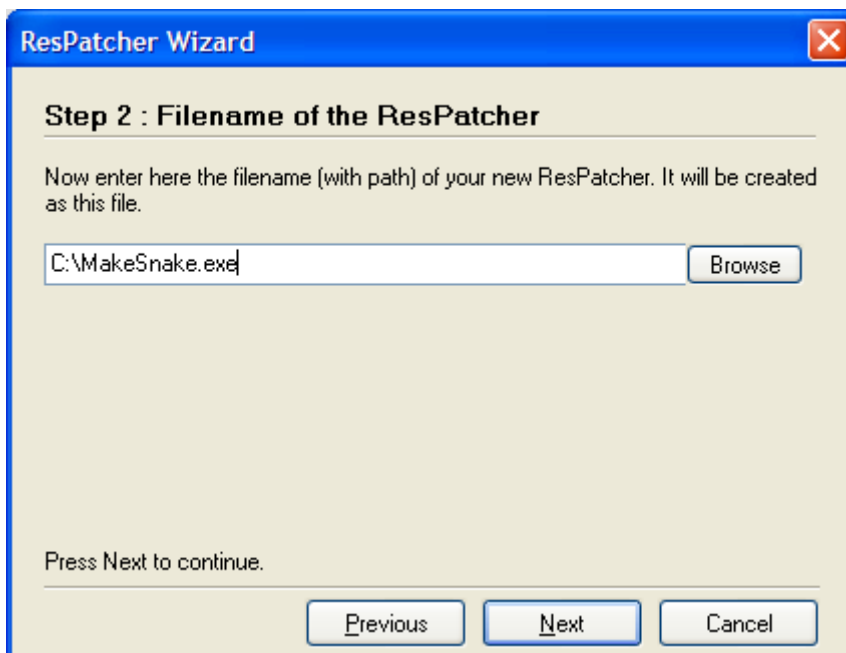 ResPatcher Wizard
Step 2 : Filename of the ResPatcher
Now enter here the filename (with path) of your new ResPatcher. It will be created
as this file.
C:\MakeSnake.exe
Browse
Press Next to continue.
Previous
Next
Cancel